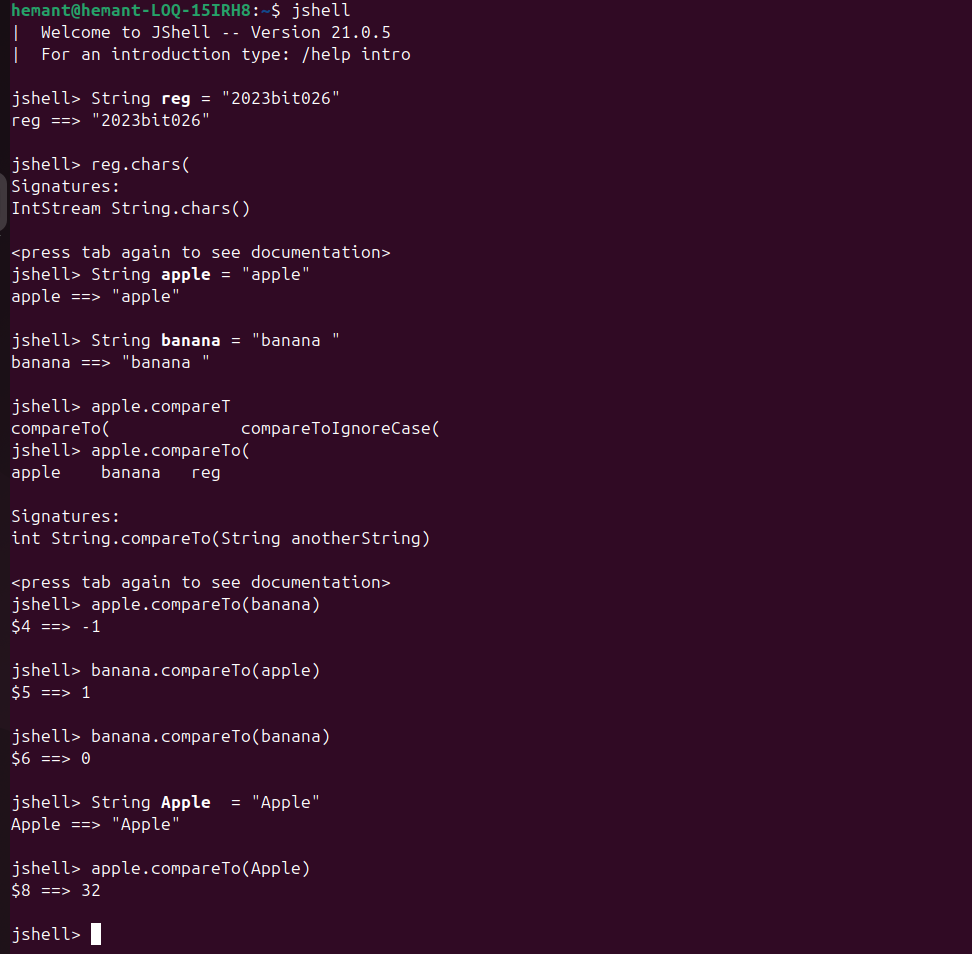 hemant@hemant-LOQ-15IRH8:~$ jshell
|  Welcome to JShell -- Version 21.0.5
|  For an introduction type: /help intro

jshell> String reg = "2023bit026"
reg ==> "2023bit026"

jshell> reg.chars(
Signatures:
IntStream String.chars()

<press tab again to see documentation>
jshell> String apple = "apple"
apple ==> "apple"

jshell> String banana = "banana "
banana ==> "banana "

jshell> apple.compareT
compareTo(             compareToIgnoreCase(
jshell> apple.compareTo(
apple    banana   reg

Signatures:
int String.compareTo(String anotherString)

<press tab again to see documentation>
jshell> apple.compareTo(banana)
$4 ==> -1

jshell> banana.compareTo(apple)
$5 ==> 1

jshell> banana.compareTo(banana)
$6 ==> 0

jshell> String Apple  = "Apple"
Apple ==> "Apple"

jshell> apple.compareTo(Apple)
$8 ==> 32

jshell>